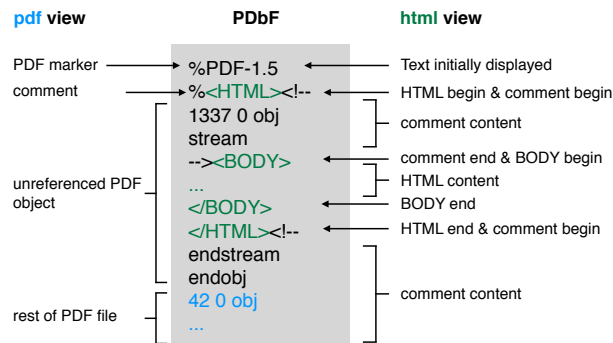 pdf view PDbF html view
PDF marker %PDF-1.5 Text initially displayed
comment %<HTML><!-- HTML begin & comment begin
1337 0 obj
comment content
stream
--><BODY> comment end & BODY begin
unreferenced PDF
object
... HTML content
</BODY> BODY end
</HTML><!-- HTML end & comment begin
endstream
endobj
42 0 obj comment content
rest of PDF file
...